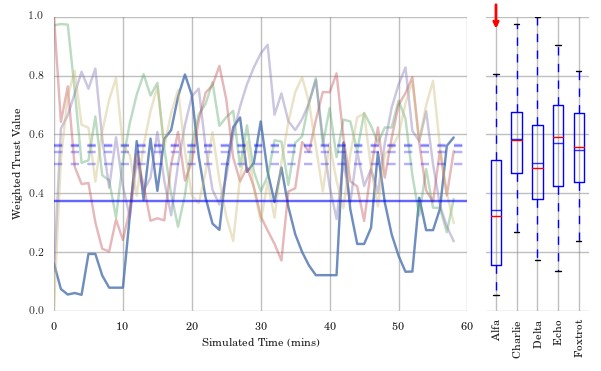 1.0
0.8
0.6
0.4
0.2
0.0
Weighted Trust Value
0 10 20 30 40 50 60
Simulated Time (mins)
Alfa
Charlie
Delta
Echo
Foxtrot